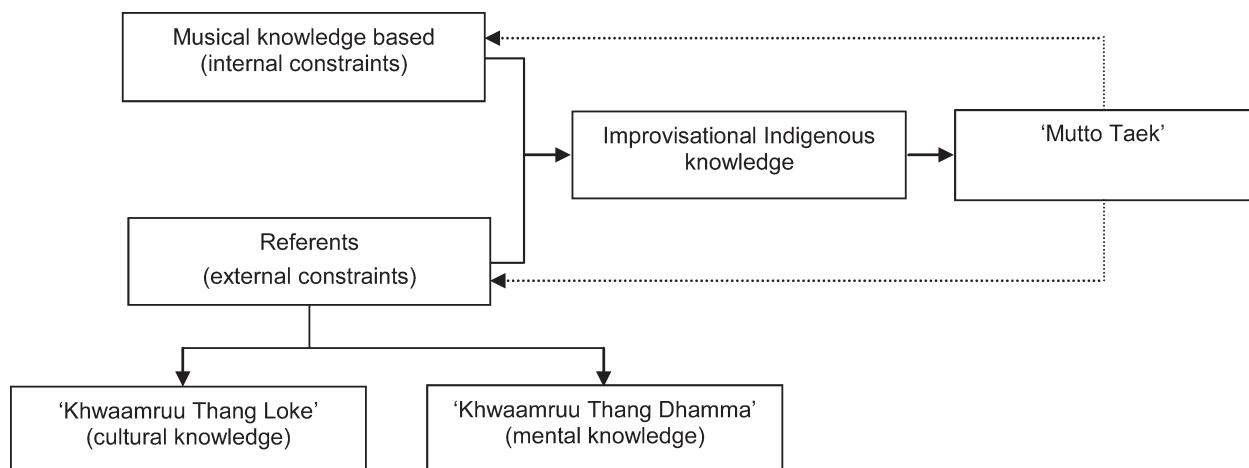 Musical knowledge based
(internal constraints)
Improvisational Indigenous
knowledge
‘Mutto Taek’
Referents
(external constraints)
‘Khwaamruu Thang Loke’
(cultural knowledge)
‘Khwaamruu Thang Dhamma’
(mental knowledge)